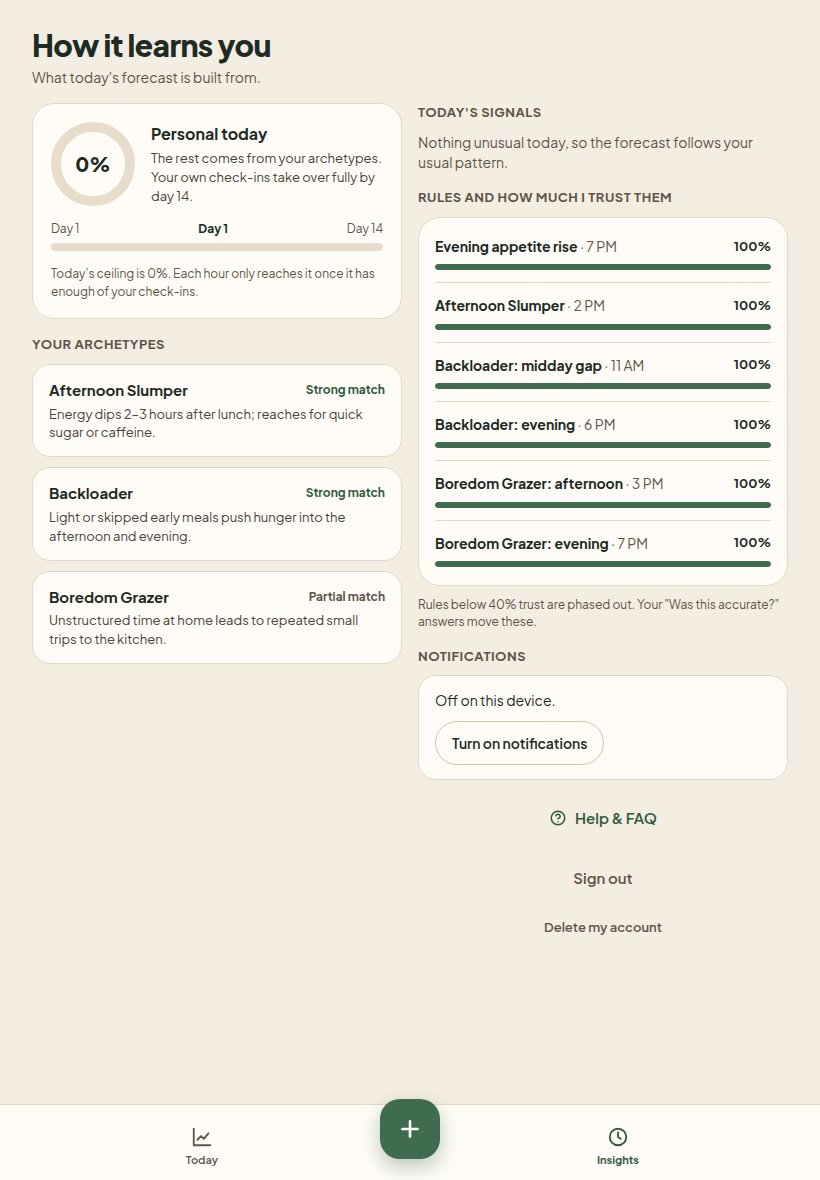 How it learns you
What today's forecast is built from.
0%
Personal today
The rest comes from your archetypes.
Your own check-ins take over fully by
day 14.
Day 1
Day 1
Day 14
Today's ceiling is 0%. Each hour only reaches it once it has
enough of your check-ins.
YOUR ARCHETYPES
Afternoon Slumper
Strong match
Energy dips 2–3 hours after lunch; reaches for quick
sugar or caffeine.
Backloader
Strong match
Light or skipped early meals push hunger into the
afternoon and evening.
Boredom Grazer
Partial match
Unstructured time at home leads to repeated small
trips to the kitchen.
TODAY'S SIGNALS
Nothing unusual today, so the forecast follows your
usual pattern.
RULES AND HOW MUCH I TRUST THEM
Evening appetite rise · 7 PM 100%
Afternoon Slumper · 2 PM 100%
Backloader: midday gap · 11 AM 100%
Backloader: evening · 6 PM 100%
Boredom Grazer: afternoon · 3 PM 100%
Boredom Grazer: evening · 7 PM 100%
Rules below 40% trust are phased out. Your "Was this accurate?"
answers move these.
NOTIFICATIONS
Off on this device.
Turn on notifications
Help & FAQ
Sign out
Delete my account
Today
Insights